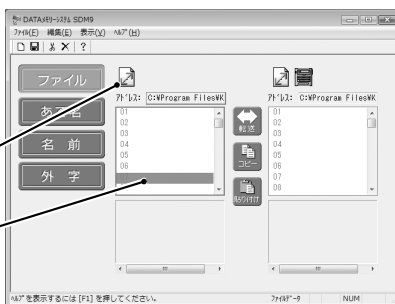 DATAメモリーシステム SDM9
ファイル(F) 編集(E) 表示(V) ヘルプ(H)
ファイル
名 前
外 字
アドレス: C:¥Program Files¥K
01
02
03
04
05
06
転送
コピー
貼り付け
アドレス: C:¥Program Files¥K
01
02
03
04
05
06
07
08
ヘルプを表示するには [F1] を押してください。
ファイルデータ
NUM